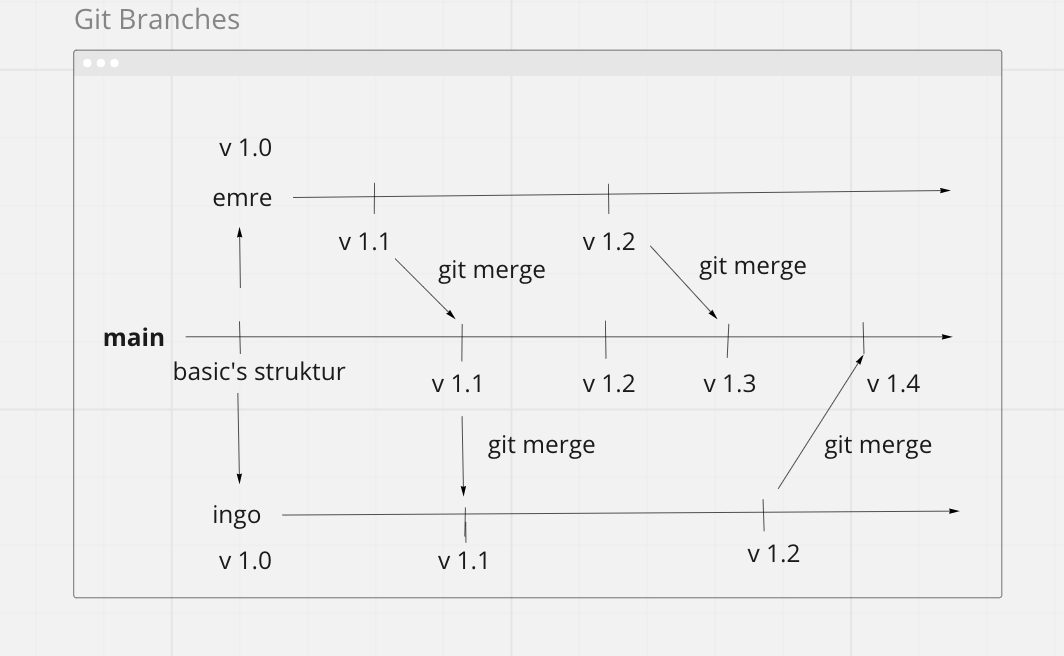 Git Branches
v 1.0
emre
v 1.1
v 1.2
git merge
git merge
main
basic's struktur
v 1.1
v 1.2
v 1.3
v 1.4
git merge
git merge
ingo
v 1.0
v 1.1
v 1.2